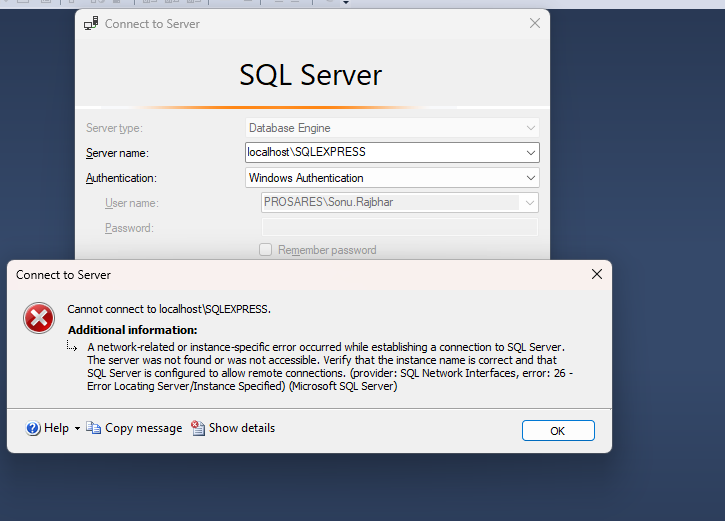 Connect to Server
SQL Server
Server type:
Database Engine
Server name:
localhost\SQLEXPRESS
Authentication:
Windows Authentication
User name:
PROSARES\Sonu.Rajbhar
Password:
Remember password
Connect to Server
Cannot connect to localhost\SQLEXPRESS.
Additional information:
A network-related or instance-specific error occurred while establishing a connection to SQL Server.
The server was not found or was not accessible. Verify that the instance name is correct and that
SQL Server is configured to allow remote connections. (provider: SQL Network Interfaces, error: 26 -
Error Locating Server/Instance Specified) (Microsoft SQL Server)
Help
Copy message
Show details
OK